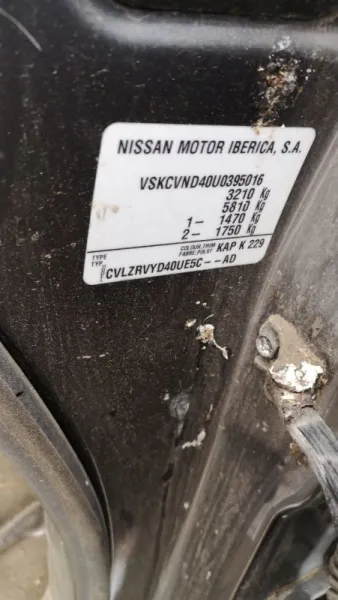 NISSAN MOTOR IBERICA, S.A.
VSKCVND40U0395016
3210 Kg
5810 Kg
1- 1470 Kg
2- 1750 Kg
TYPE TYP COLOUR,TRIM KAP K 229
CVLZRVYD40UE5C--AD